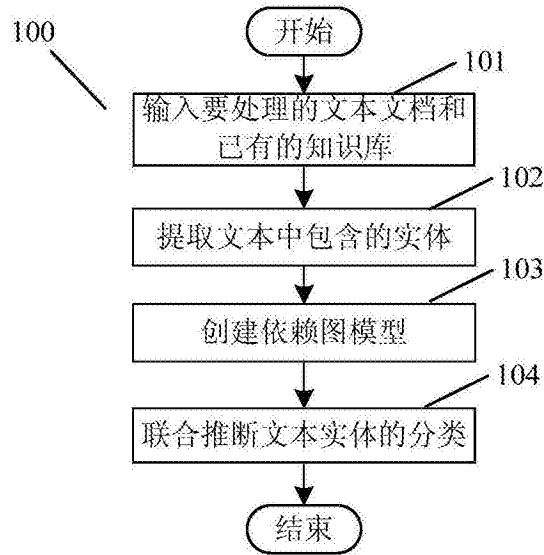 100
开始
101
输入要处理的文本文档和
已有的知识库
102
提取文本中包含的实体
103
创建依赖图模型
104
联合推断文本实体的分类
结束